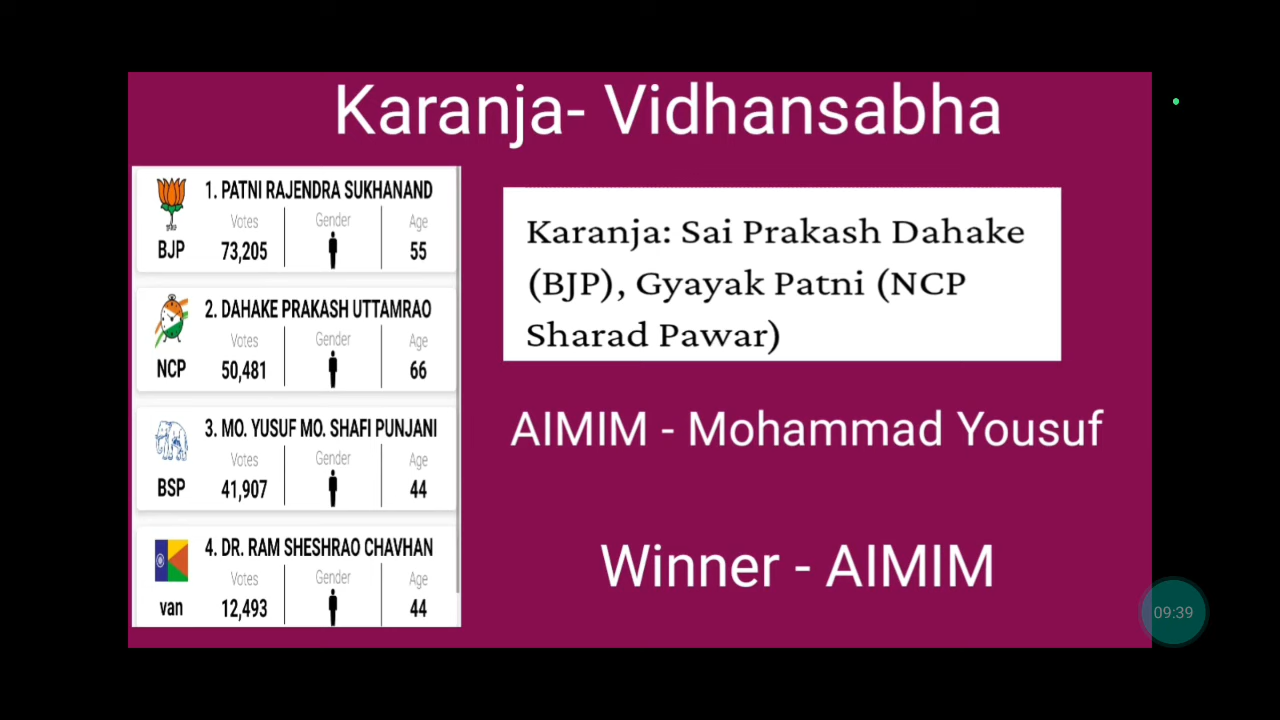 Karanja- Vidhansabha
1. PATNI RAJENDRA SUKHANAND
Votes Gender Age
BJP 73,205 55
2. DAHAKE PRAKASH UTTAMRAO
Votes Gender Age
NCP 50,481 66
3. MO. YUSUF MO. SHAFI PUNJANI
Votes Gender Age
BSP 41,907 44
4. DR. RAM SHESHRAO CHAVHAN
Votes Gender Age
van 12,493 44
Karanja: Sai Prakash Dahake
(BJP), Gyayak Patni (NCP
Sharad Pawar)
AIMIM - Mohammad Yousuf
Winner - AIMIM
09:39